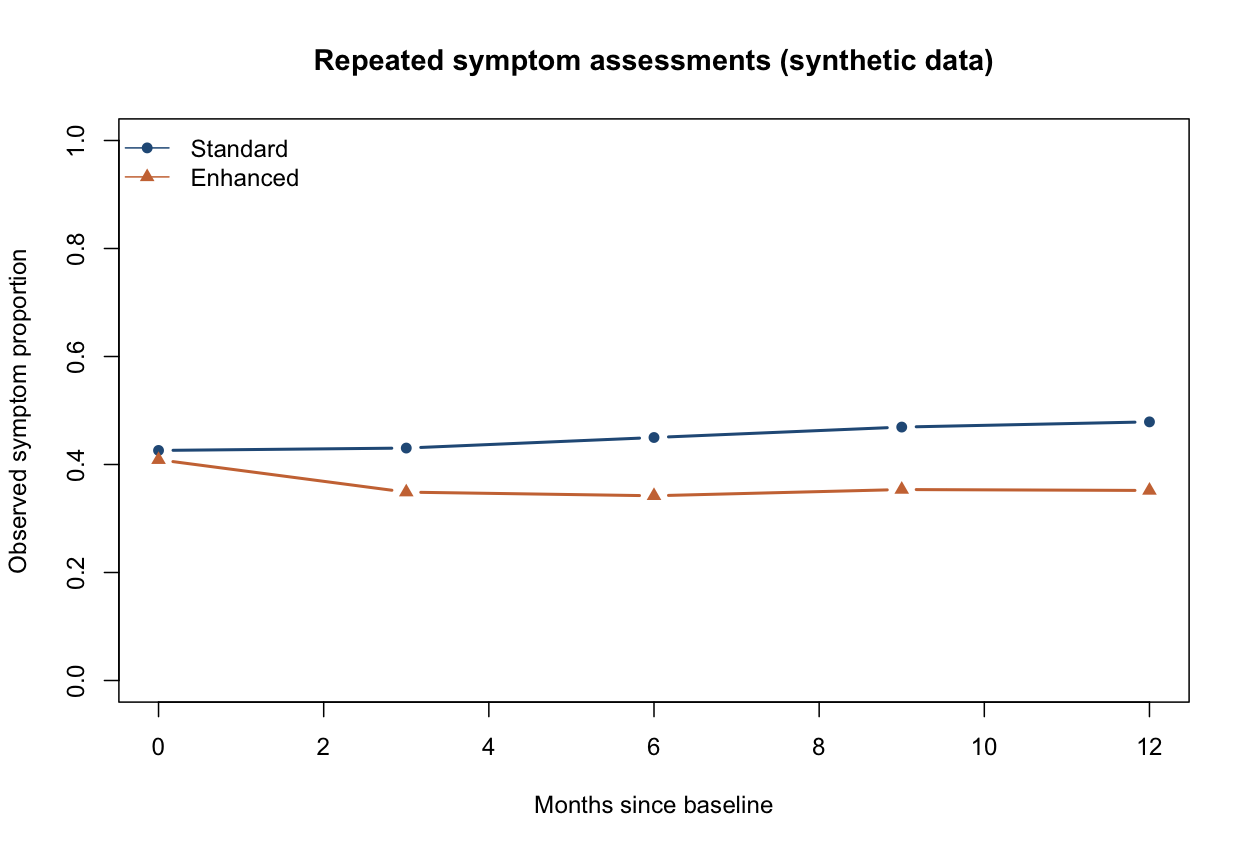 Repeated symptom assessments (synthetic data)
Standard
Enhanced
Observed symptom proportion
1.0
0.8
0.6
0.4
0.2
0.0
0 2 4 6 8 10 12
Months since baseline